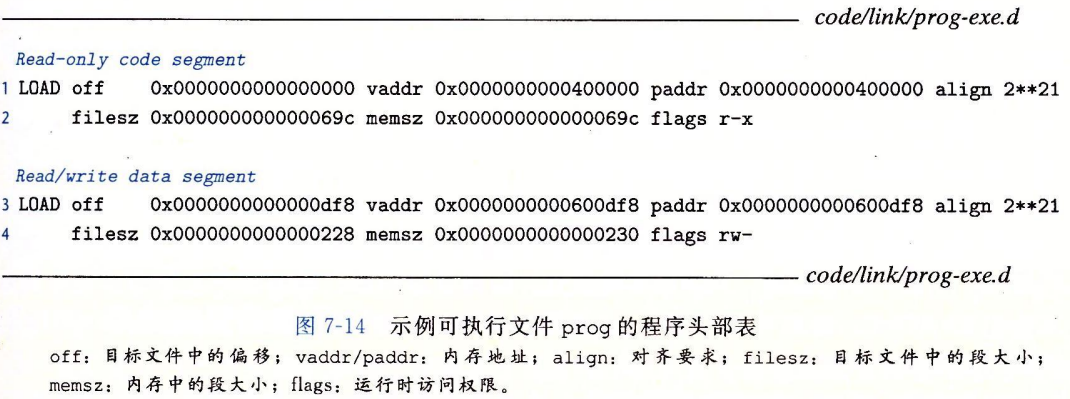 code/link/prog-exe.d
Read-only code segment
1 LOAD off 0x0000000000000000 vaddr 0x0000000000400000 paddr 0x0000000000400000 align 2**21
2 filesz 0x000000000000069c memsz 0x000000000000069c flags r-x
Read/write data segment
3 LOAD off 0x0000000000000df8 vaddr 0x0000000000600df8 paddr 0x0000000000600df8 align 2**21
4 filesz 0x0000000000000228 memsz 0x0000000000000230 flags rw-
code/link/prog-exe.d
图 7-14 示例可执行文件 prog 的程序头部表
off：目标文件中的偏移；vaddr/paddr：内存地址；align：对齐要求；filesz：目标文件中的段大小；
memsz：内存中的段大小；flags：运行时访问权限。